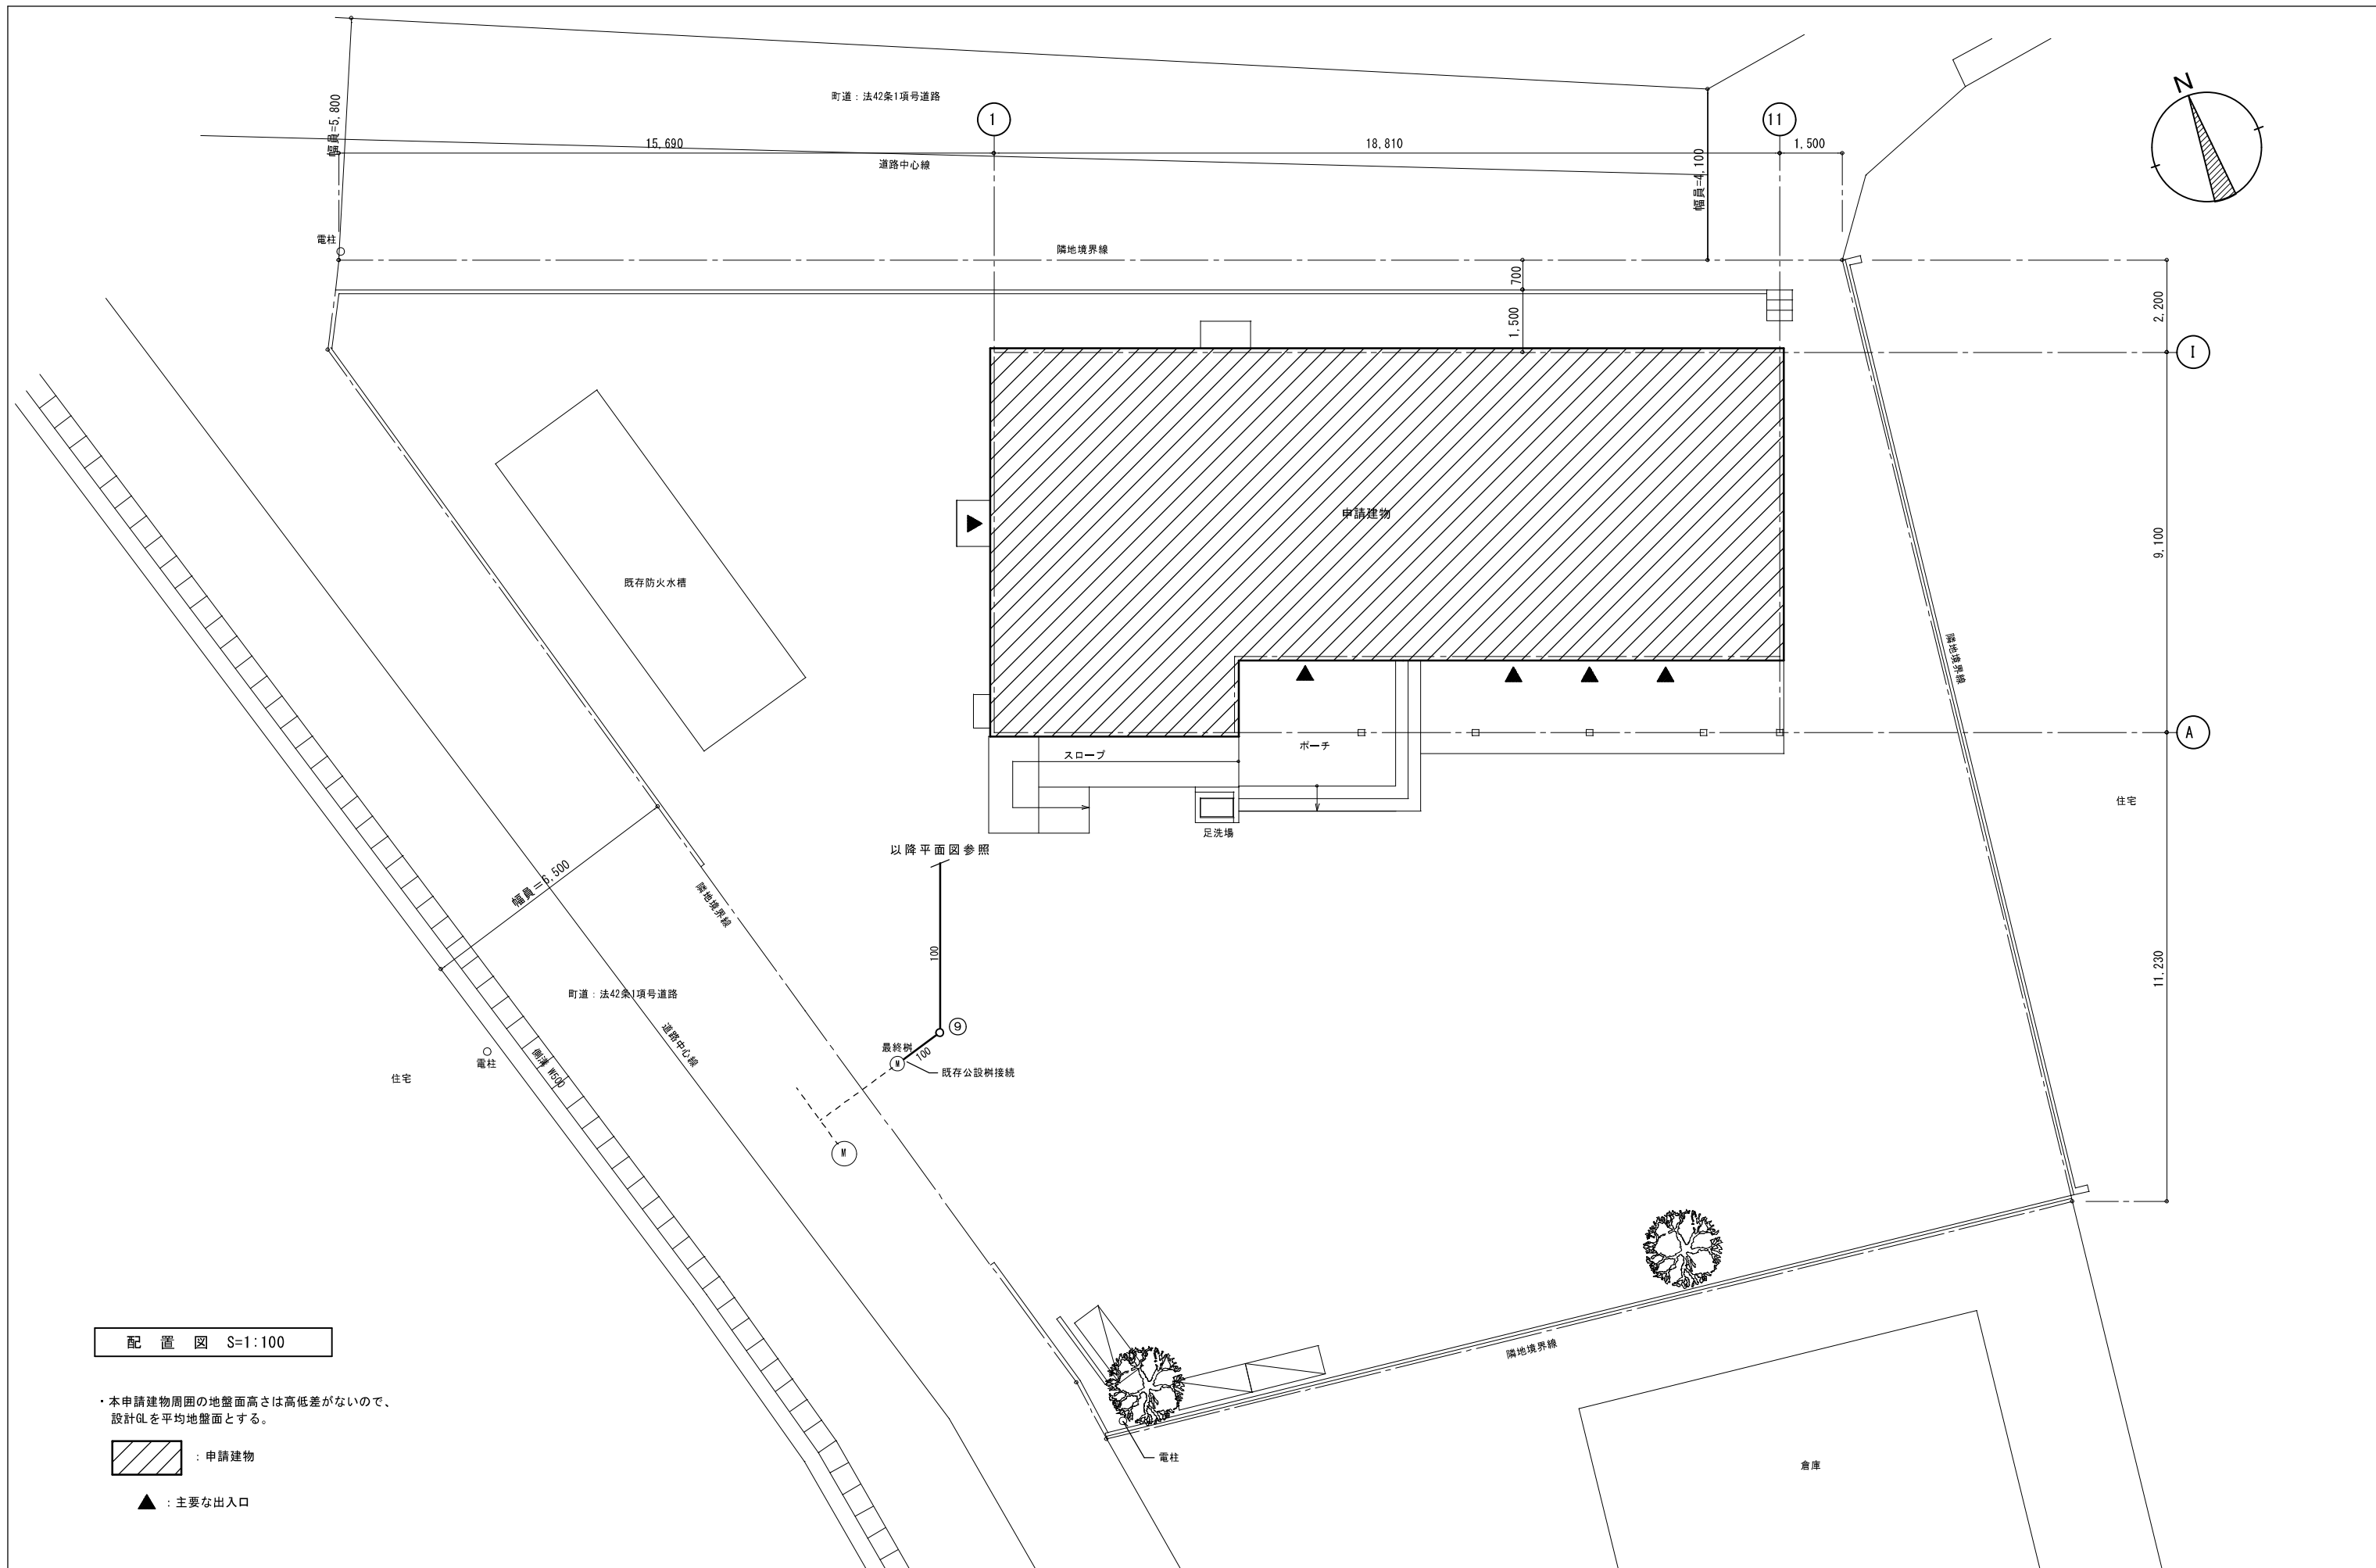 N
町道：法42条1項号道路
幅員=5,800
1
11
15,690
18,810
1,500
道路中心線
幅員=4,100
電柱
隣地境界線
700
1,500
2,200
I
申請建物
9,100
既存防火水槽
隣地境界線
A
スロープ
ポーチ
住宅
足洗場
以降平面図参照
幅員=6,500
隣地境界線
100
11,230
町道：法42条1項号道路
⑨
道路中心線
最終桝
100
M
既存公設桝接続
電柱
側溝 W500
住宅
M
配 置 図 S=1:100
隣地境界線
・本申請建物周囲の地盤面高さは高低差がないので、
設計GLを平均地盤面とする。
：申請建物
電柱
倉庫
▲：主要な出入口